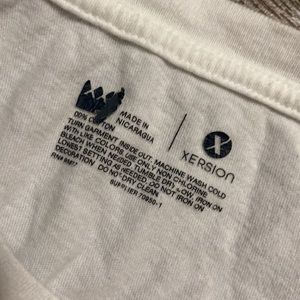 MADE IN
NICARAGUA
00% COTTON
XERSION
TURN GARMENT INSIDE OUT. MACHINE WASH COLD
WITH LIKE COLORS USE ONLY NON CHLORINE
BLEACH WHEN NEEDED TUMBLE DRY LOW. IRON ON
LOWEST SETTING AS NEEDED. DO NOT IRON ON
DECORATION DO NOT DRY CLEAN